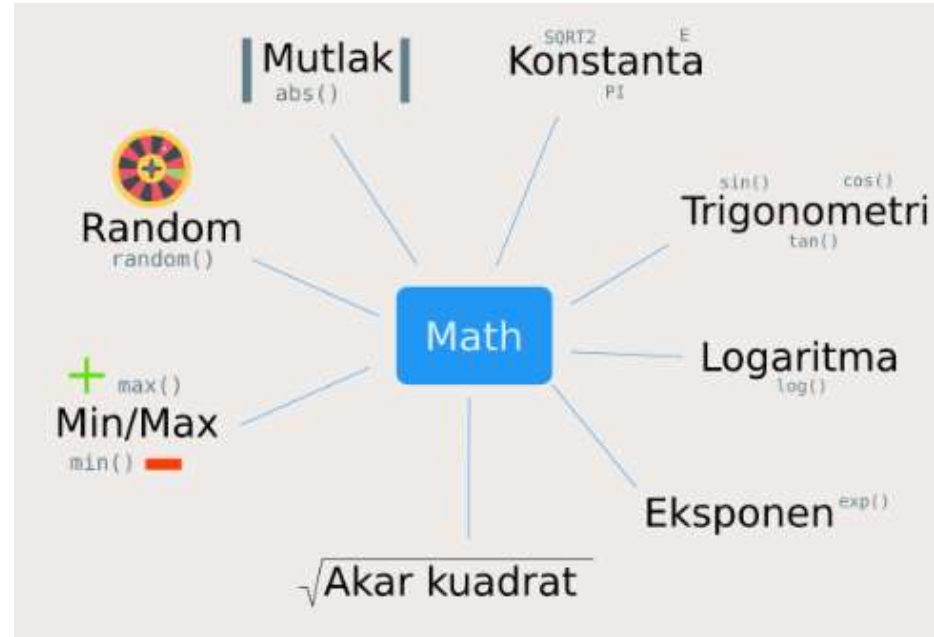 Mutlak
abs()
SQRT2
E
Konstanta
PI
Random
random()
sin()
cos()
Trigonometri
tan()
Math
Logaritma
log()
+ max()
Min/Max
min()
Eksponen exp()
√Akar kuadrat